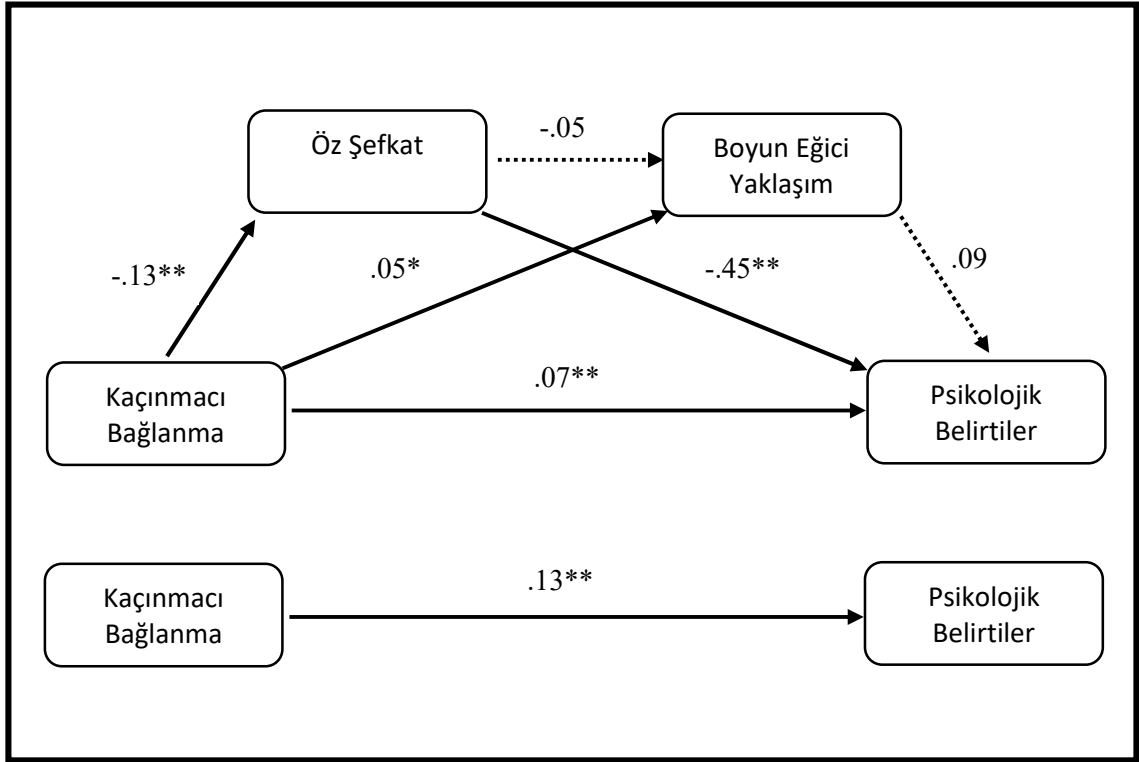 Öz Şefkat
-.05
Boyun Eğici
Yaklaşım
-.13**
.05*
-.45**
.09
Kaçınmacı
Bağlanma
.07**
Psikolojik
Belirtiler
Kaçınmacı
Bağlanma
.13**
Psikolojik
Belirtiler